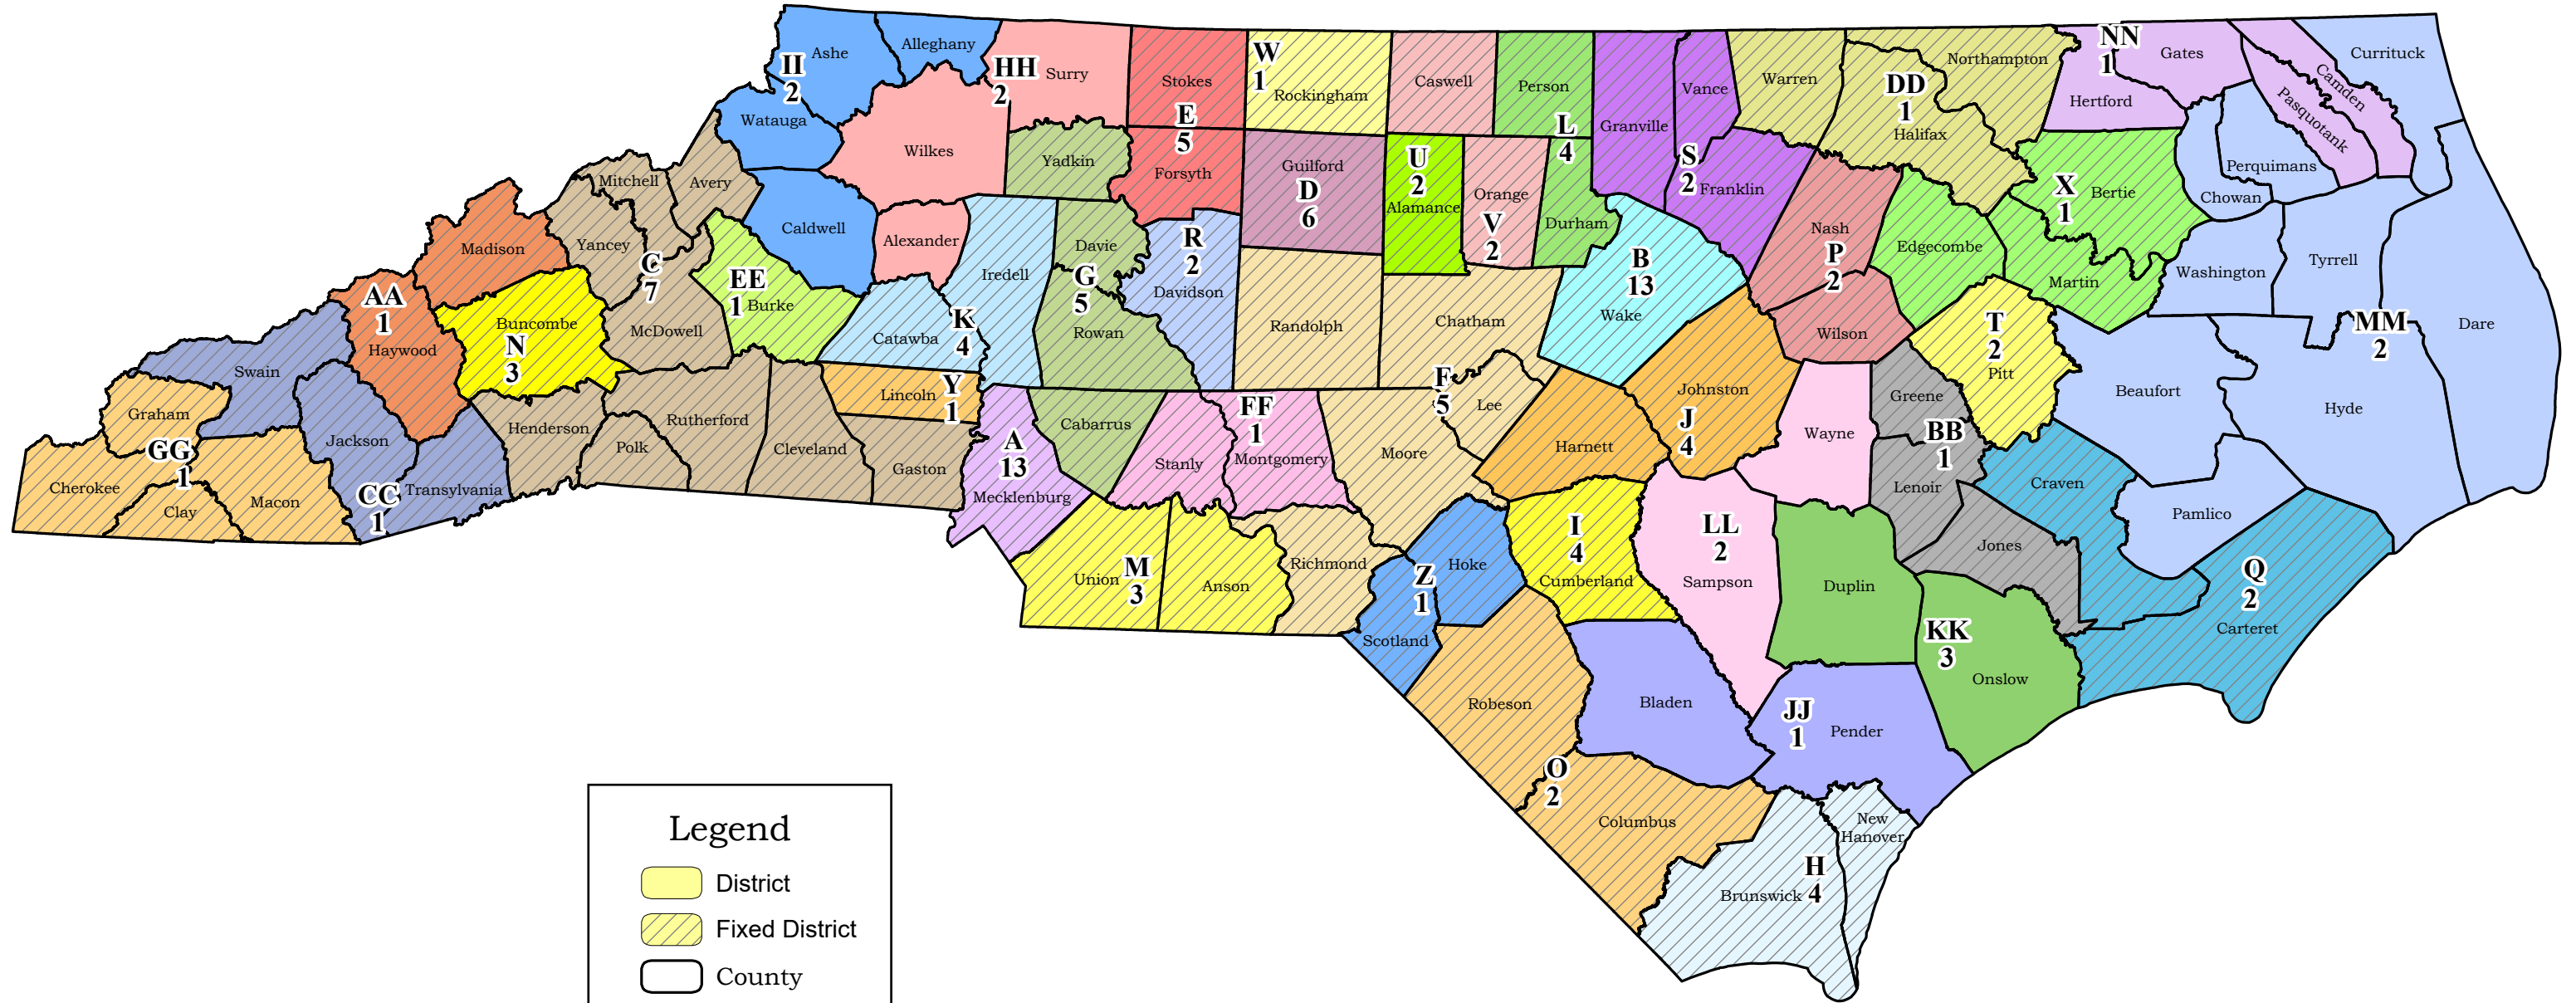 Ashe
Alleghany
II
2
Watauga
HH
2
Surry
Wilkes
Stokes
E
5
Forsyth
W
1
Rockingham
Caswell
Person
L
4
Granville
Vance
S
2
Franklin
Warren
DD
1
Halifax
Northampton
NN
1
Gates
Hertford
Camden
Pasquotank
Currituck
Perquimans
Chowan
X
1
Bertie
Yadkin
Guilford
D
6
U
2
Alamance
Orange
V
2
Durham
Mitchell
Avery
Caldwell
Alexander
Iredell
Davie
G
5
Rowan
R
2
Davidson
B
13
Wake
Nash
P
2
Wilson
Edgecombe
Martin
Washington
Tyrrell
Dare
MM
2
Madison
Yancey
C
7
McDowell
EE
1
Burke
Catawba
K
4
Randolph
Chatham
T
2
Pitt
Beaufort
Hyde
AA
1
Haywood
Buncombe
N
3
Swain
Graham
GG
1
Cherokee
Clay
Macon
Jackson
CC
1
Transylvania
Henderson
Polk
Rutherford
Cleveland
Lincoln
Y
1
Gaston
A
13
Mecklenburg
Cabarrus
Stanly
FF
1
Montgomery
F
5
Lee
Moore
Harnett
Johnston
J
4
Wayne
Greene
BB
1
Lenoir
Jones
Craven
Pamlico
Q
2
Carteret
Union
M
3
Anson
Richmond
Z
1
Scotland
Hoke
I
4
Cumberland
LL
2
Sampson
Duplin
KK
3
Onslow
Robeson
Bladen
JJ
1
Pender
O
2
Columbus
New
Hanover
H
4
Brunswick
Legend
District
Fixed District
County